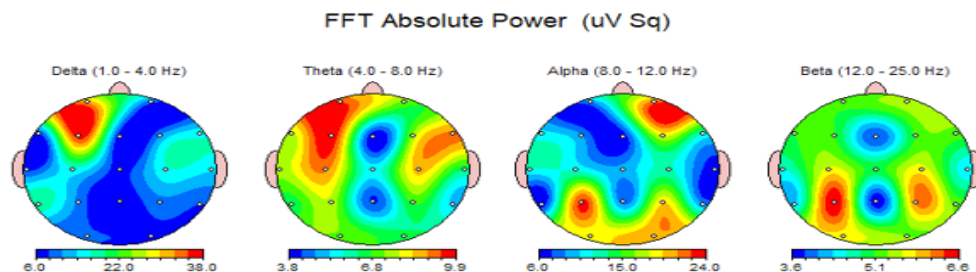 FFT Absolute Power (uV Sq)
Delta (1.0 - 4.0 Hz)
Theta (4.0 - 8.0 Hz)
Alpha (8.0 - 12.0 Hz)
Beta (12.0 - 25.0 Hz)
6.0 22.0 38.0
3.8 6.8 9.9
6.0 15.0 24.0
3.6 5.1 6.6